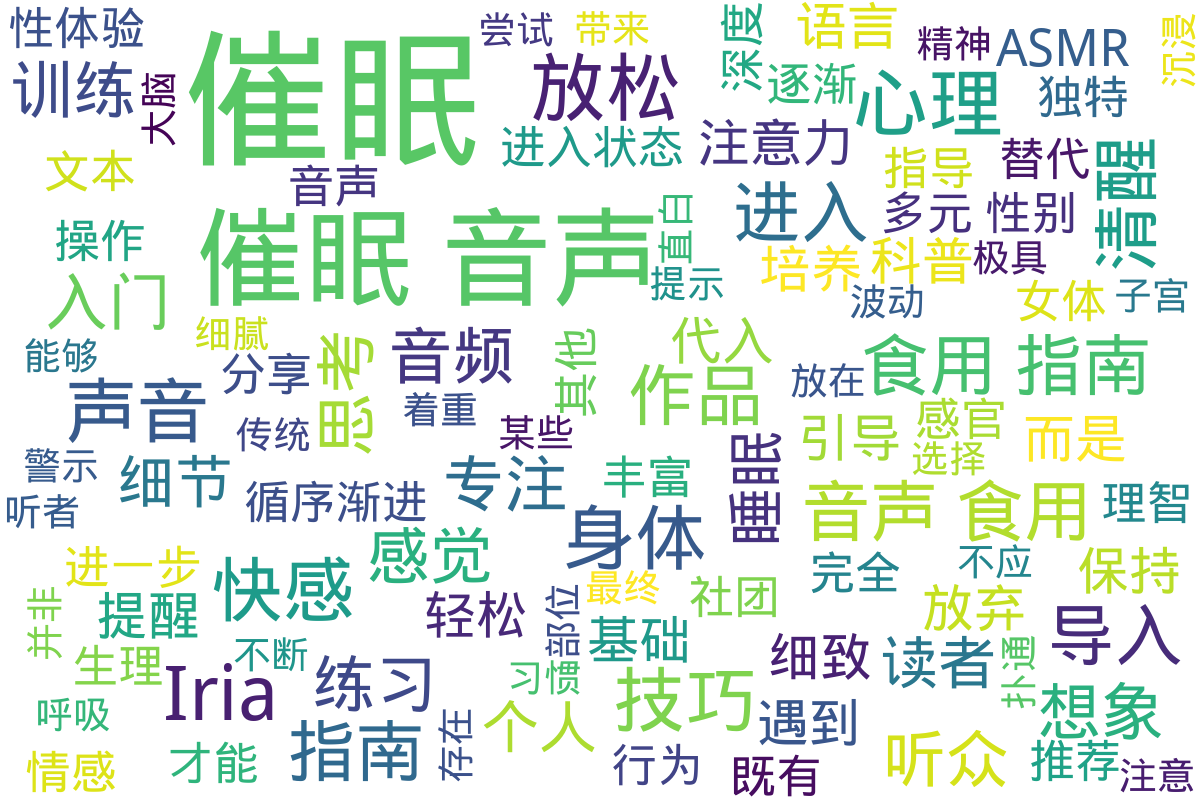 性体验
催眠
尝试
带来
深度
语言
精神
ASMR
沉浸
训练
大脑
放松
逐渐
心理
独特
进入状态
注意力
文本
音声
指导
替代
清醒
催眠 音声
直白
进入
多元 性别
操作
提示
培养
科普
极具
入门
波动
女体
子宫
细腻
能够
分享
思考
音频
其他
代入
食用 指南
放在
声音
着重
作品
传统
某些
引导
感官
而是
选择
警示
细节
专注
丰富
睡眠
听者
循序渐进
身体
音声 食用
理智
进一步
快感
感觉
完全
不应
保持
并非
提醒
轻松
部位
最终
社团
放弃
导入
生理
不断
基础
细致
读者
扑通
Iria
练习
习惯
技巧
想象
呼吸
指南
存在
个人
遇到
情感
才能
行为
既有
听众
推荐
注意